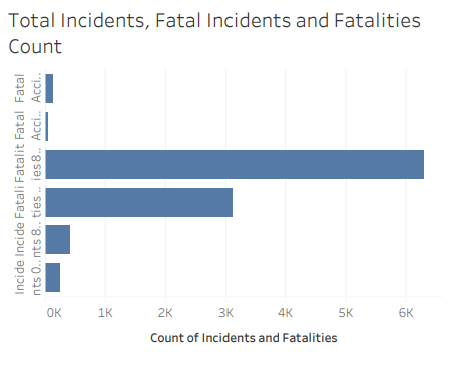 Total Incidents, Fatal Incidents and Fatalities
Count
Fatal
Acci..
Fatal
Acci..
Fatalit
ies 8..
Fatali
ties ..
Incide
nts 8..
Incide
nts 0..
0K 1K 2K 3K 4K 5K 6K
Count of Incidents and Fatalities